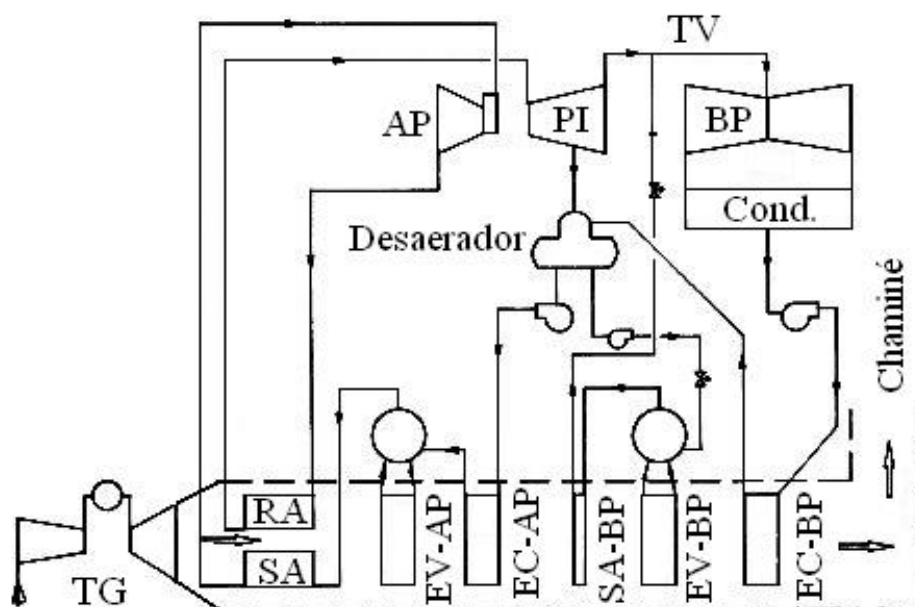 TV
AP
PI
BP
Cond.
Desaerador
Chaminé
RA
SA
TG
EV-AP
EC-AP
SA-BP
EV-BP
EC-BP